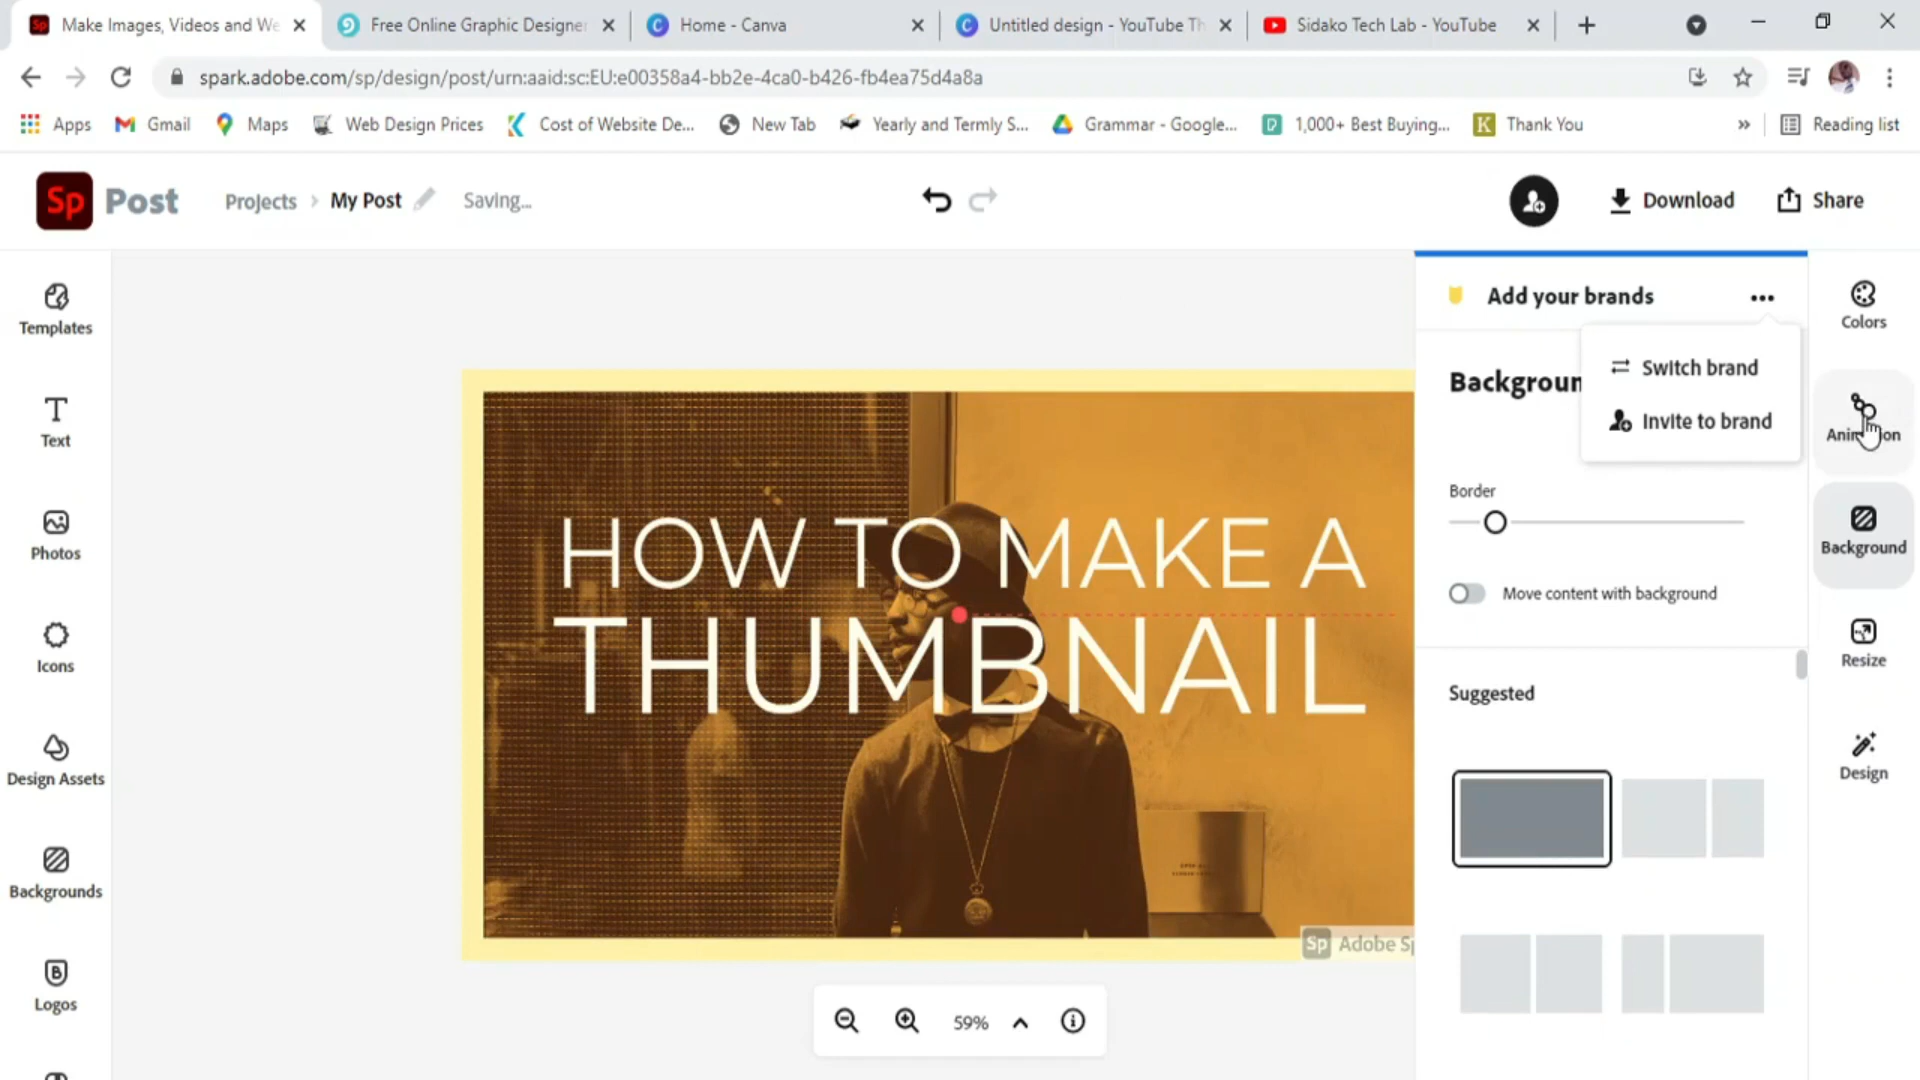 Sp Make Images, Videos and We
Free Online Graphic Designer
C Home - Canva
C Untitled design - YouTube Th
Sidako Tech Lab - YouTube
spark.adobe.com/sp/design/post/urn:aaid:sc:EU:e00358a4-bb2e-4ca0-b426-fb4ea75d4a8a
Apps
Gmail
Maps
Web Design Prices
Cost of Website De...
New Tab
Yearly and Termly S...
Grammar - Google...
1,000+ Best Buying...
K Thank You
»
Reading list
Sp Post
Projects > My Post
Saving...
Download
Share
Templates
Text
Photos
Icons
Design Assets
Backgrounds
Logos
HOW TO MAKE A
THUMBNAIL
Sp Adobe Sp
59%
Add your brands
Switch brand
Invite to brand
Backgroun
Border
Move content with background
Suggested
Colors
Animation
Background
Resize
Design